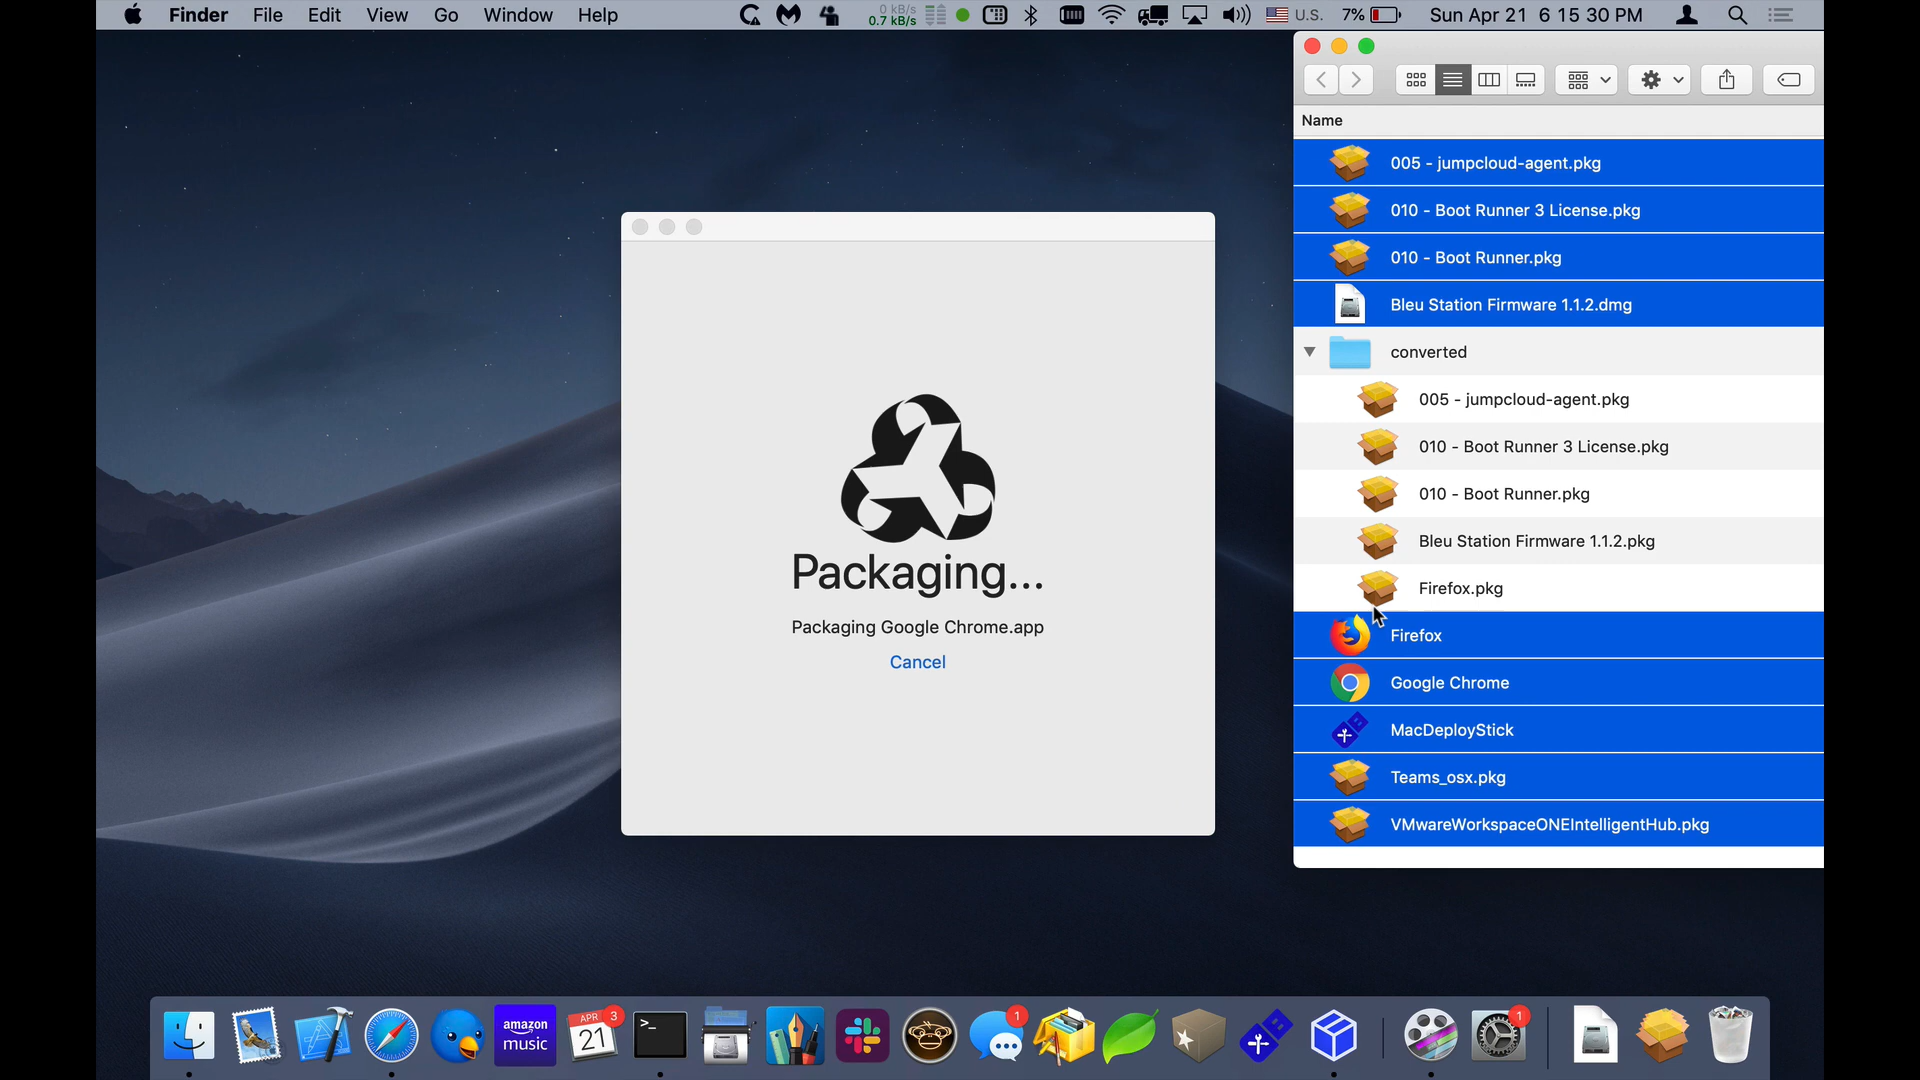 Finder File Edit View Go Window Help
0 kB/s
0.7 kB/s
U.S. 7% Sun Apr 21 6 15 30 PM
Name
005 - jumpcloud-agent.pkg
010 - Boot Runner 3 License.pkg
010 - Boot Runner.pkg
Bleu Station Firmware 1.1.2.dmg
converted
005 - jumpcloud-agent.pkg
010 - Boot Runner 3 License.pkg
010 - Boot Runner.pkg
Bleu Station Firmware 1.1.2.pkg
Firefox.pkg
Firefox
Google Chrome
MacDeployStick
Teams_osx.pkg
VMwareWorkspaceONEIntelligentHub.pkg
Packaging...
Packaging Google Chrome.app
Cancel
amazon
music
APR 3
21
>_
1
1